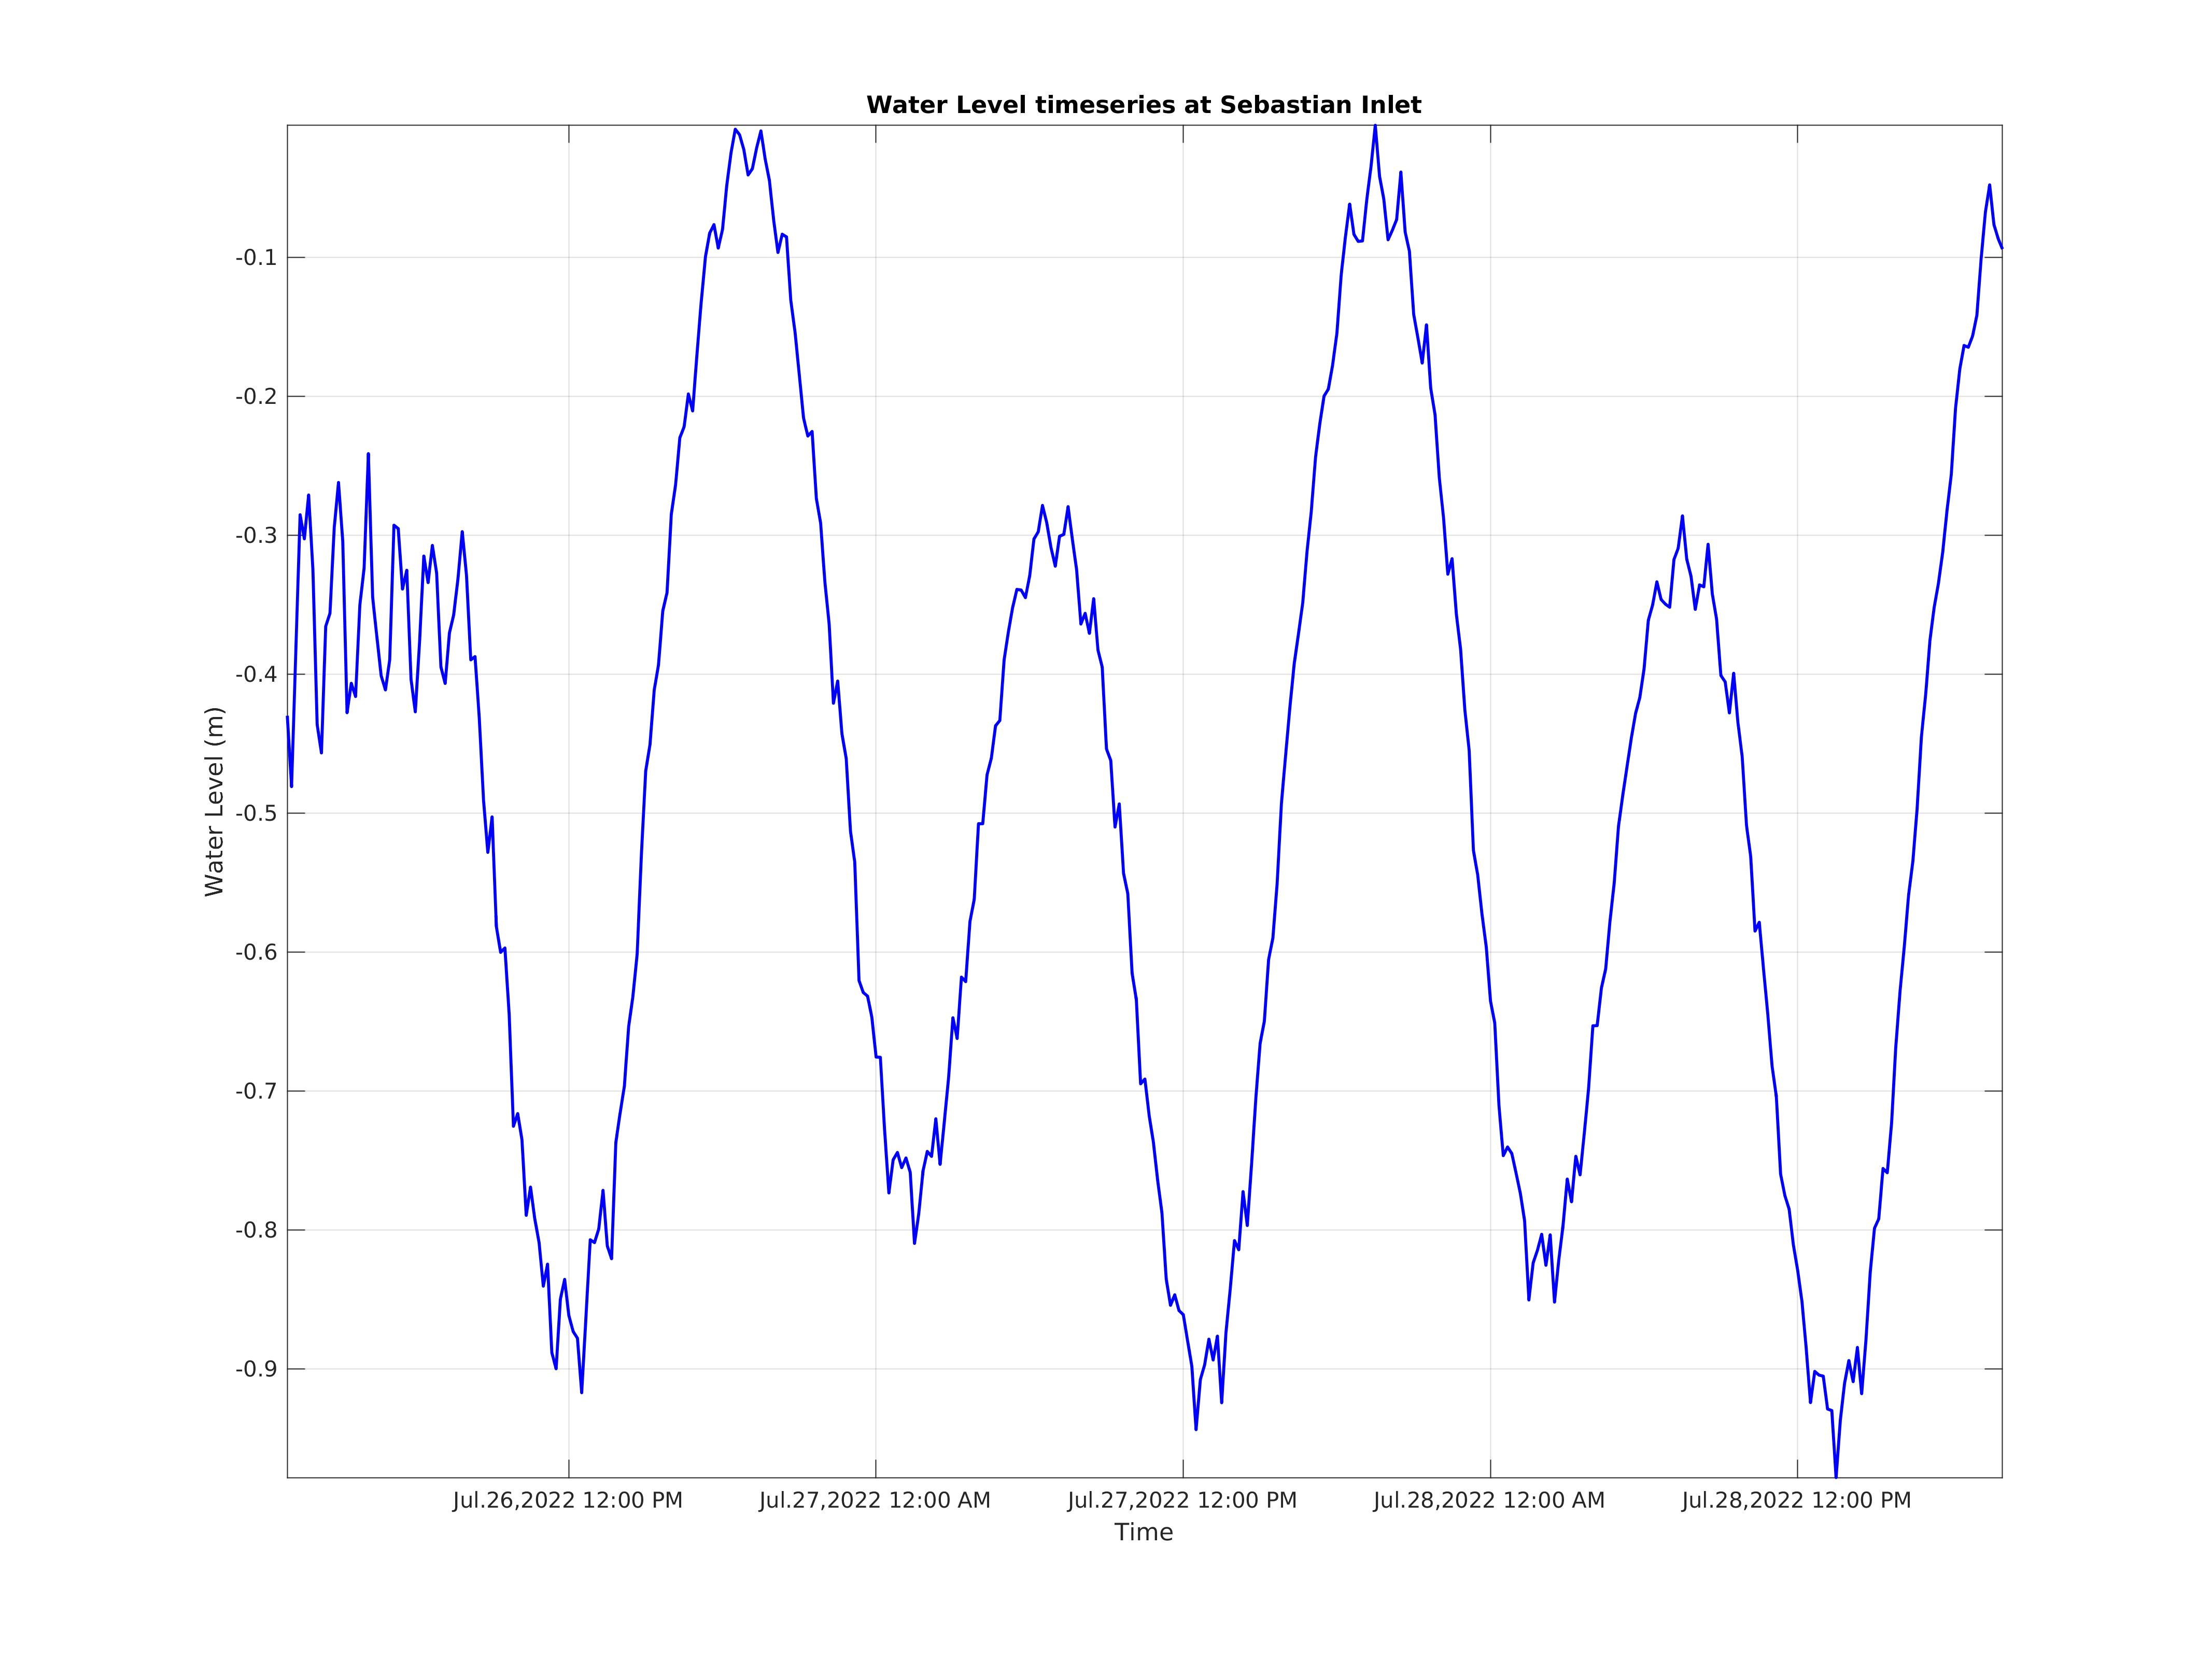 Water Level timeseries at Sebastian Inlet
-0.1
-0.2
-0.3
-0.4
-0.5
-0.6
-0.7
-0.8
-0.9
Water Level (m)
Jul.26,2022 12:00 PM
Jul.27,2022 12:00 AM
Jul.27,2022 12:00 PM
Jul.28,2022 12:00 AM
Jul.28,2022 12:00 PM
Time